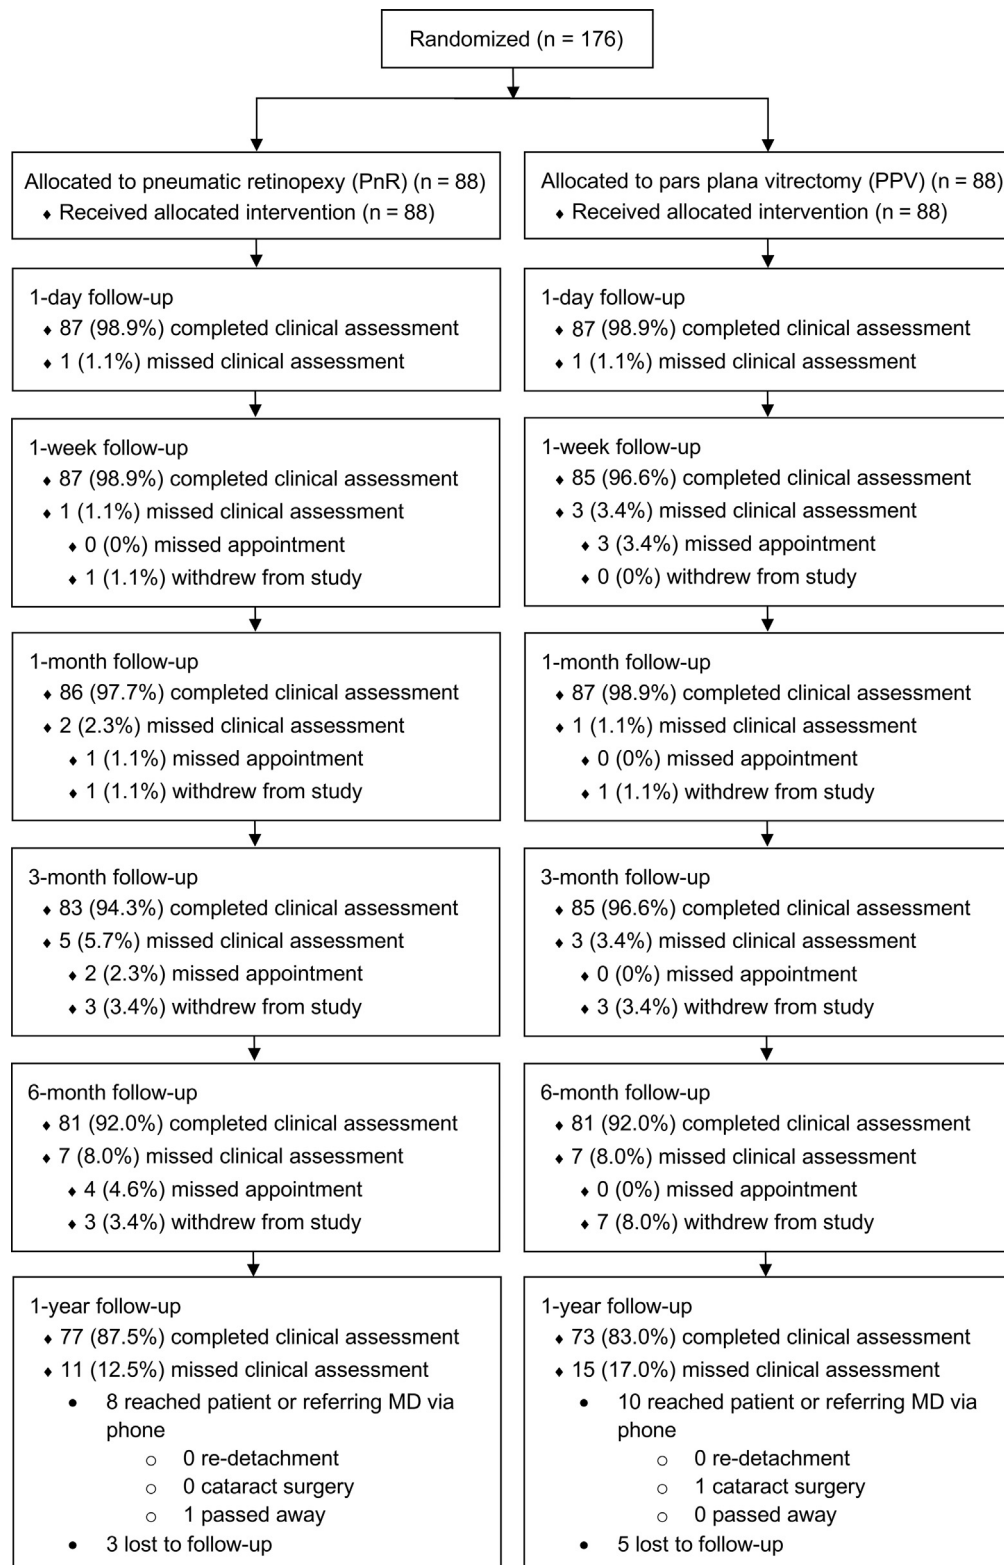 Randomized (n = 176)
Allocated to pneumatic retinopexy (PnR) (n = 88)
♦ Received allocated intervention (n = 88)
Allocated to pars plana vitrectomy (PPV) (n = 88)
♦ Received allocated intervention (n = 88)
1-day follow-up
♦ 87 (98.9%) completed clinical assessment
♦ 1 (1.1%) missed clinical assessment
1-day follow-up
♦ 87 (98.9%) completed clinical assessment
♦ 1 (1.1%) missed clinical assessment
1-week follow-up
♦ 87 (98.9%) completed clinical assessment
♦ 1 (1.1%) missed clinical assessment
♦ 0 (0%) missed appointment
♦ 1 (1.1%) withdrew from study
1-week follow-up
♦ 85 (96.6%) completed clinical assessment
♦ 3 (3.4%) missed clinical assessment
♦ 3 (3.4%) missed appointment
♦ 0 (0%) withdrew from study
1-month follow-up
♦ 86 (97.7%) completed clinical assessment
♦ 2 (2.3%) missed clinical assessment
♦ 1 (1.1%) missed appointment
♦ 1 (1.1%) withdrew from study
1-month follow-up
♦ 87 (98.9%) completed clinical assessment
♦ 1 (1.1%) missed clinical assessment
♦ 0 (0%) missed appointment
♦ 1 (1.1%) withdrew from study
3-month follow-up
♦ 83 (94.3%) completed clinical assessment
♦ 5 (5.7%) missed clinical assessment
♦ 2 (2.3%) missed appointment
♦ 3 (3.4%) withdrew from study
3-month follow-up
♦ 85 (96.6%) completed clinical assessment
♦ 3 (3.4%) missed clinical assessment
♦ 0 (0%) missed appointment
♦ 3 (3.4%) withdrew from study
6-month follow-up
♦ 81 (92.0%) completed clinical assessment
♦ 7 (8.0%) missed clinical assessment
♦ 4 (4.6%) missed appointment
♦ 3 (3.4%) withdrew from study
6-month follow-up
♦ 81 (92.0%) completed clinical assessment
♦ 7 (8.0%) missed clinical assessment
♦ 0 (0%) missed appointment
♦ 7 (8.0%) withdrew from study
1-year follow-up
♦ 77 (87.5%) completed clinical assessment
♦ 11 (12.5%) missed clinical assessment
• 8 reached patient or referring MD via
phone
○ 0 re-detachment
○ 0 cataract surgery
○ 1 passed away
• 3 lost to follow-up
1-year follow-up
♦ 73 (83.0%) completed clinical assessment
♦ 15 (17.0%) missed clinical assessment
• 10 reached patient or referring MD via
phone
○ 0 re-detachment
○ 1 cataract surgery
○ 0 passed away
• 5 lost to follow-up